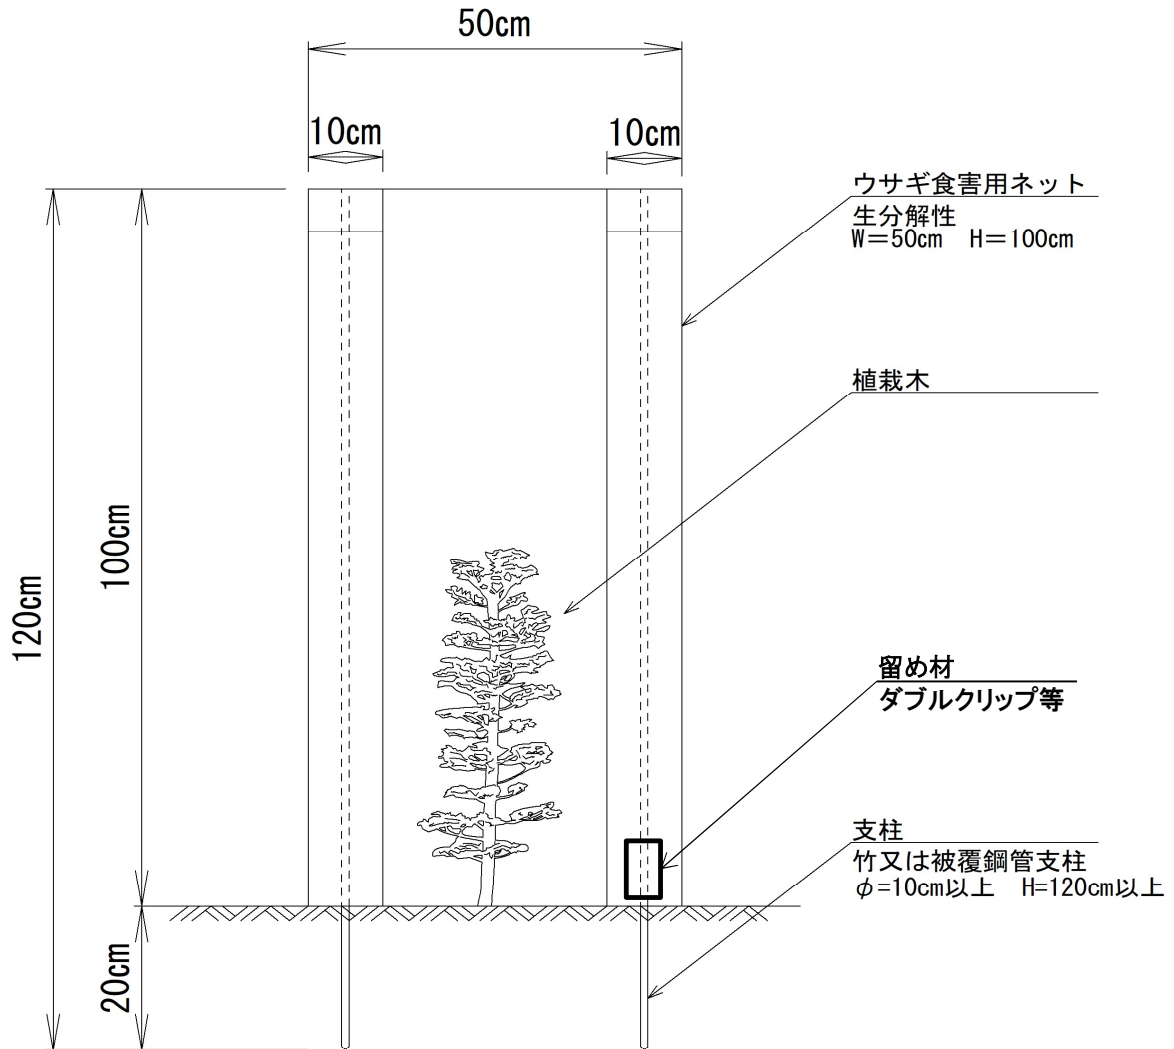 50cm
10cm
10cm
ウサギ食害用ネット
生分解性
W=50cm　H=100cm
植栽木
100cm
120cm
留め材
ダブルクリップ等
支柱
竹又は被覆鋼管支柱
φ=10cm以上　H=120cm以上
20cm